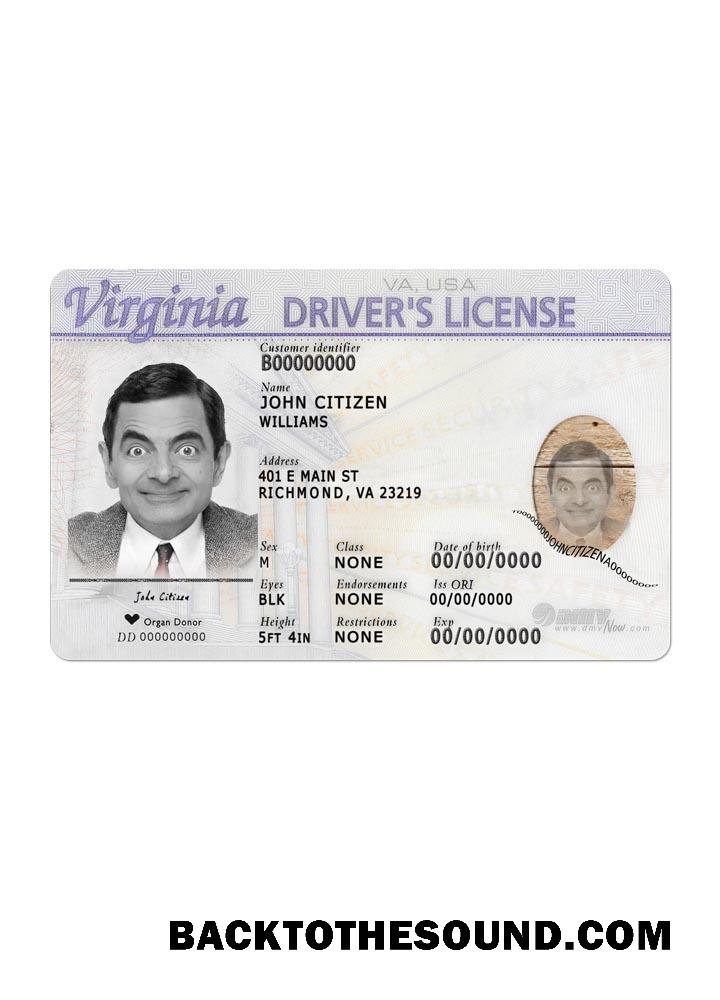 VA, USA
Virginia DRIVER'S LICENSE
Customer identifier
B00000000
Name
JOHN CITIZEN
WILLIAMS
Address
401 E MAIN ST
RICHMOND, VA 23219
Sex Class Date of birth
M NONE 00/00/0000
Eyes Endorsements Iss ORI
BLK NONE 00/00/0000
Height Restrictions Exp
5FT 4IN NONE 00/00/0000
John Citizen
Organ Donor
DD 000000000
DMV
www.dmvNow.com
BACKTOTHESOUND.COM